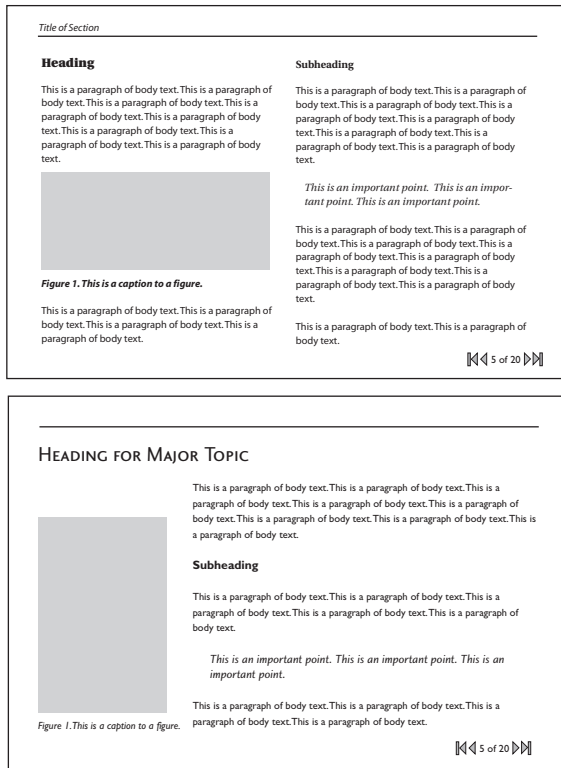 Title of Section
Heading
This is a paragraph of body text. This is a paragraph of
body text. This is a paragraph of body text. This is a
paragraph of body text. This is a paragraph of body
text. This is a paragraph of body text. This is a
paragraph of body text. This is a paragraph of body
text.
Figure 1. This is a caption to a figure.
This is a paragraph of body text. This is a paragraph of
body text. This is a paragraph of body text. This is a
paragraph of body text.
Subheading
This is a paragraph of body text. This is a paragraph of
body text. This is a paragraph of body text. This is a
paragraph of body text. This is a paragraph of body
text. This is a paragraph of body text. This is a
paragraph of body text. This is a paragraph of body
text.
This is an important point. This is an impor-
tant point. This is an important point.
This is a paragraph of body text. This is a paragraph of
body text. This is a paragraph of body text. This is a
paragraph of body text. This is a paragraph of body
text. This is a paragraph of body text. This is a
paragraph of body text. This is a paragraph of body
text.
This is a paragraph of body text. This is a paragraph of
body text.
5 of 20
Heading for Major Topic
This is a paragraph of body text. This is a paragraph of body text. This is a
paragraph of body text. This is a paragraph of body text. This is a paragraph of
body text. This is a paragraph of body text. This is a paragraph of body text. This is
a paragraph of body text.
Subheading
This is a paragraph of body text. This is a paragraph of body text. This is a
paragraph of body text. This is a paragraph of body text. This is a paragraph of
body text.
This is an important point. This is an important point. This is an
important point.
This is a paragraph of body text. This is a paragraph of body text. This is a
paragraph of body text. This is a paragraph of body text.
Figure 1. This is a caption to a figure.
5 of 20